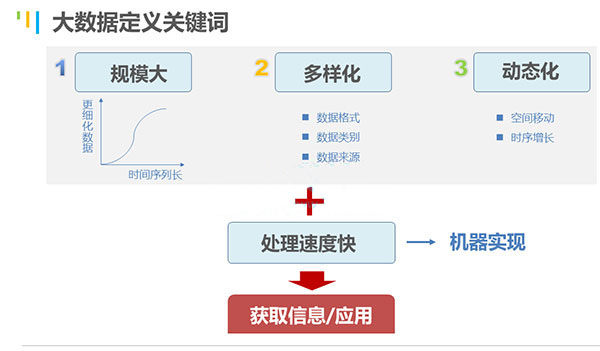 大数据定义关键词
1 规模大
2 多样化
3 动态化
更细化数据
时间序列长
数据格式
数据类别
数据来源
空间移动
时序增长
+
处理速度快
机器实现
获取信息/应用